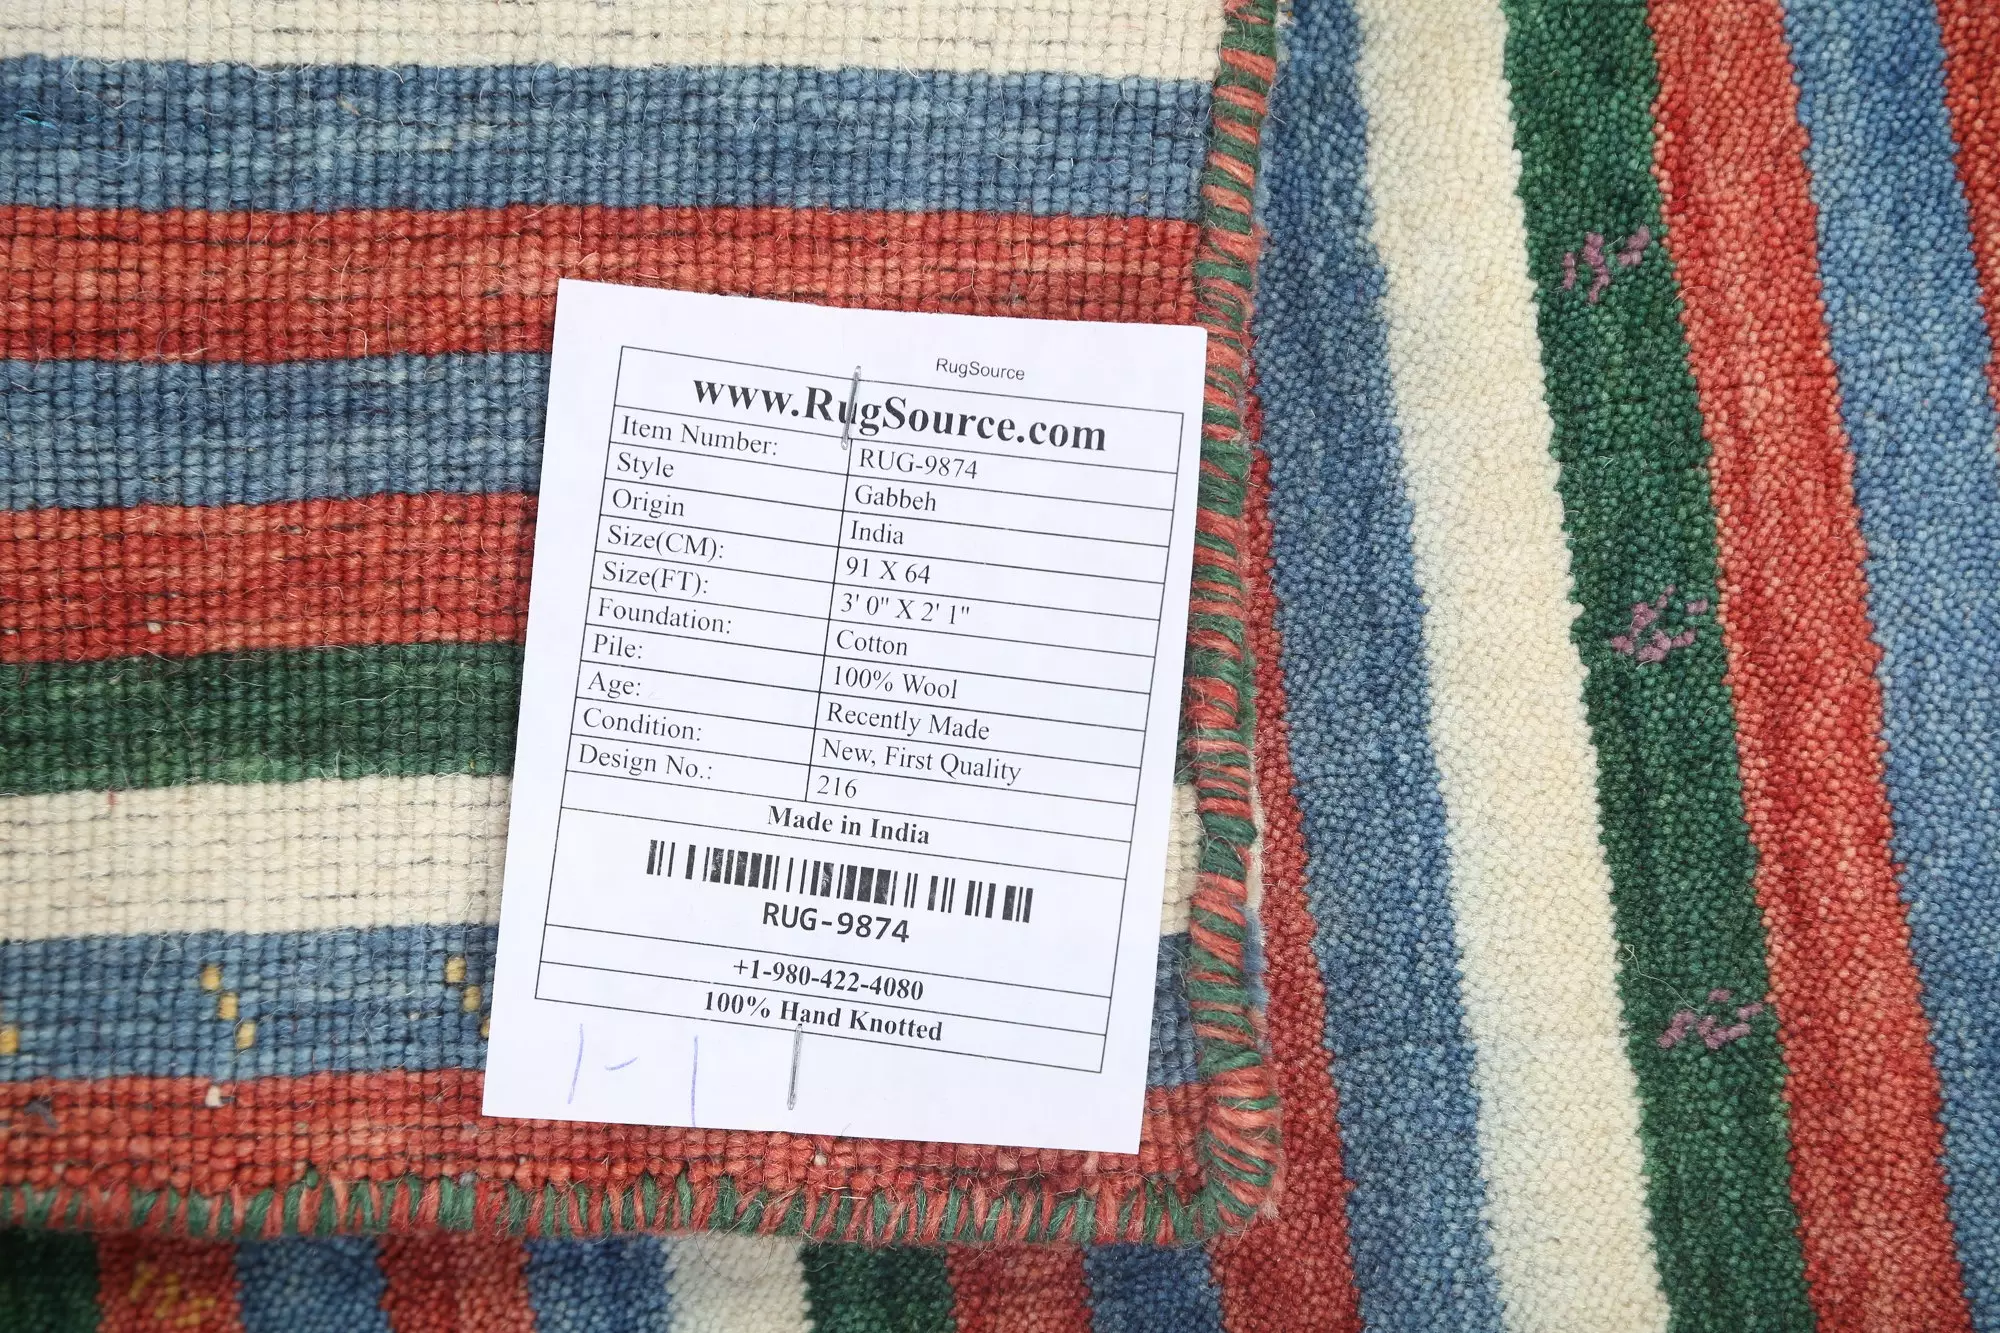 RugSource
www.RugSource.com
Item Number: RUG-9874
Style Gabbeh
Origin India
Size(CM): 91 X 64
Size(FT): 3' 0" X 2' 1"
Foundation: Cotton
Pile: 100% Wool
Age: Recently Made
Condition: New, First Quality
Design No.: 216
Made in India
RUG-9874
+1-980-422-4080
100% Hand Knotted
1-1